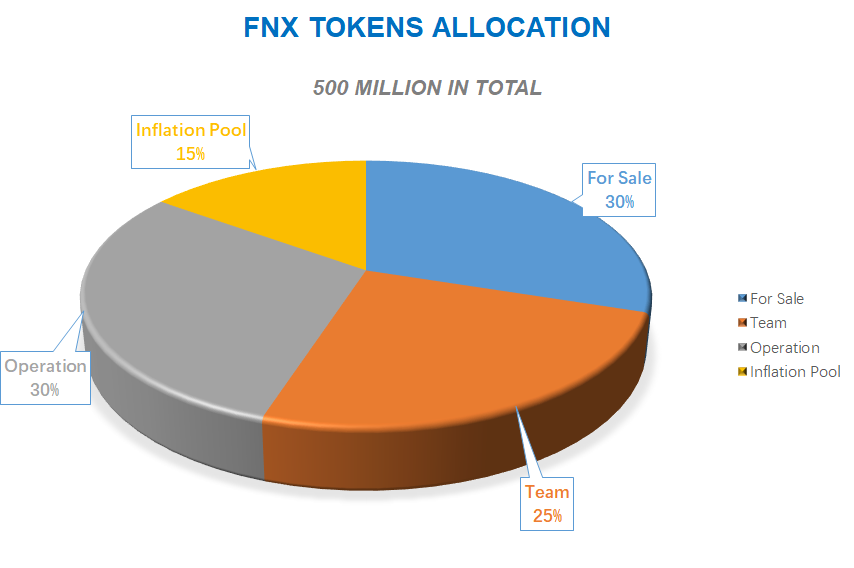 FNX TOKENS ALLOCATION
500 MILLION IN TOTAL
Inflation Pool
15%
For Sale
30%
Operation
30%
Team
25%
For Sale
Team
Operation
Inflation Pool